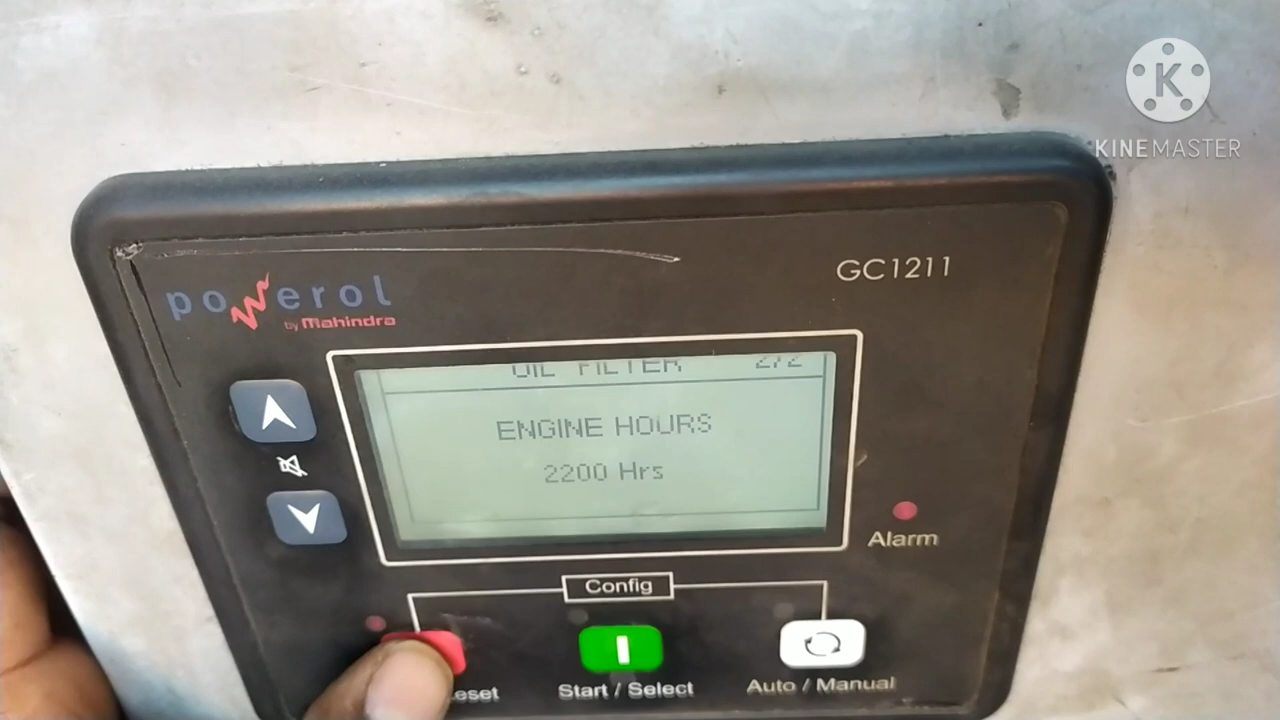 K
KINEMASTER
powerol
by Mahindra
GC1211
OIL FILTER 2/2
ENGINE HOURS
2200 Hrs
Alarm
Config
Start / Select
Auto / Manual